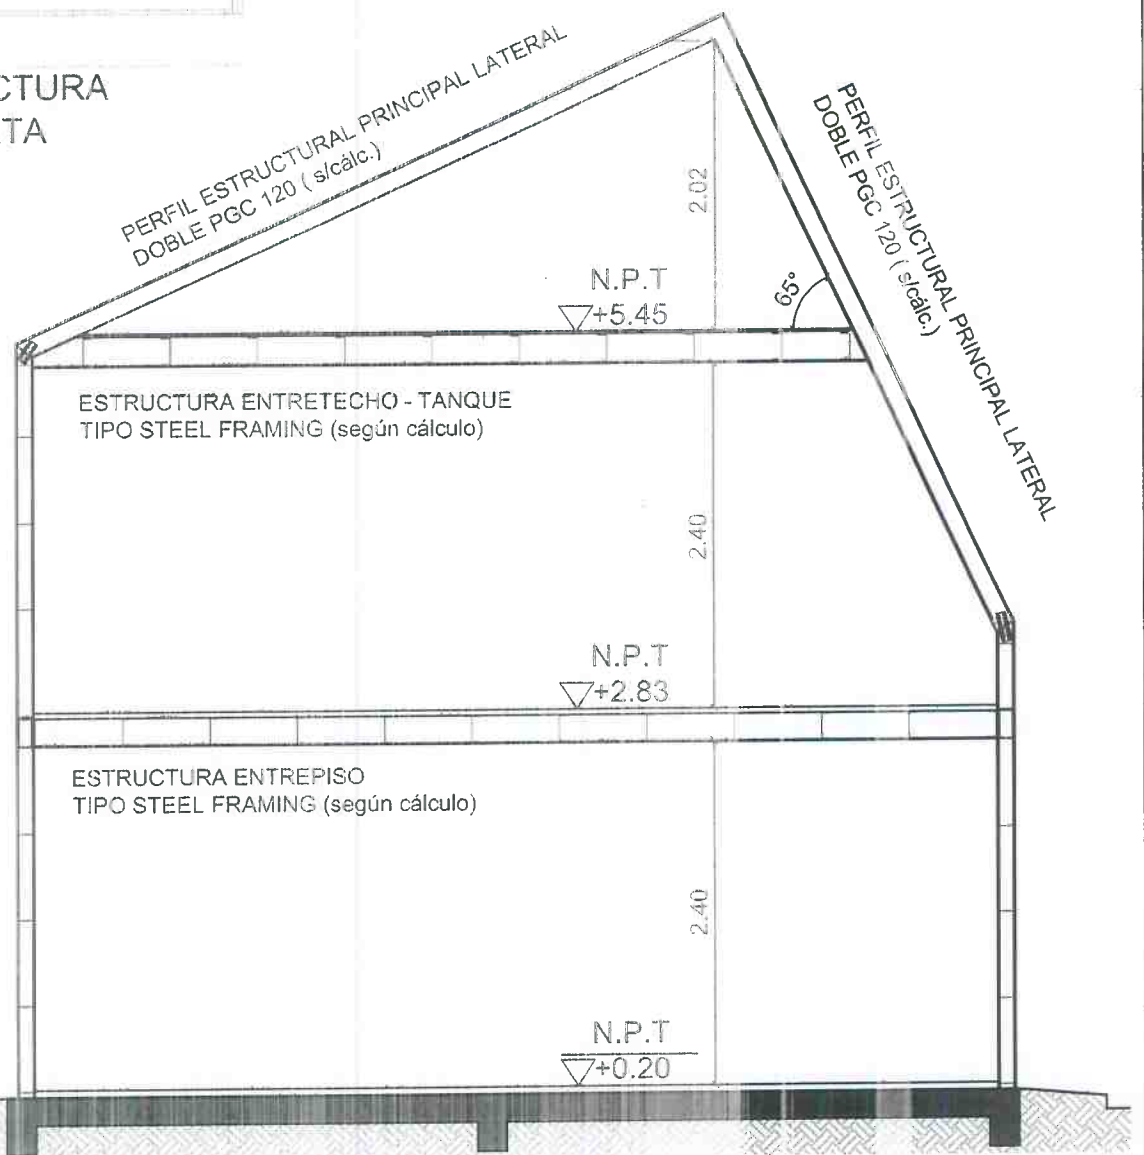 CTURA
TA
PERFIL ESTRUCTURAL PRINCIPAL LATERAL
DOBLE PGC 120 ( s/cálc.)
PERFIL ESTRUCTURAL PRINCIPAL LATERAL
DOBLE PGC 120 ( s/cálc.)
2.02
65°
N.P.T
+5.45
ESTRUCTURA ENTRETECHO - TANQUE
TIPO STEEL FRAMING (según cálculo)
2.40
N.P.T
+2.83
ESTRUCTURA ENTREPISO
TIPO STEEL FRAMING (según cálculo)
2.40
N.P.T
+0.20